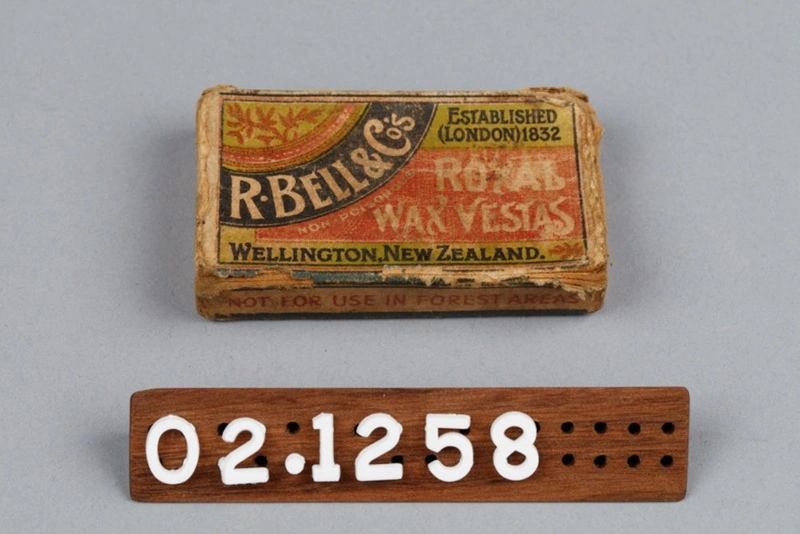 R·BELL & Co's
ESTABLISHED
(LONDON) 1832
NON-POISONOUS
ROYAL
WAX VESTAS
WELLINGTON, NEW ZEALAND.
NOT FOR USE IN FOREST AREAS
02.1258